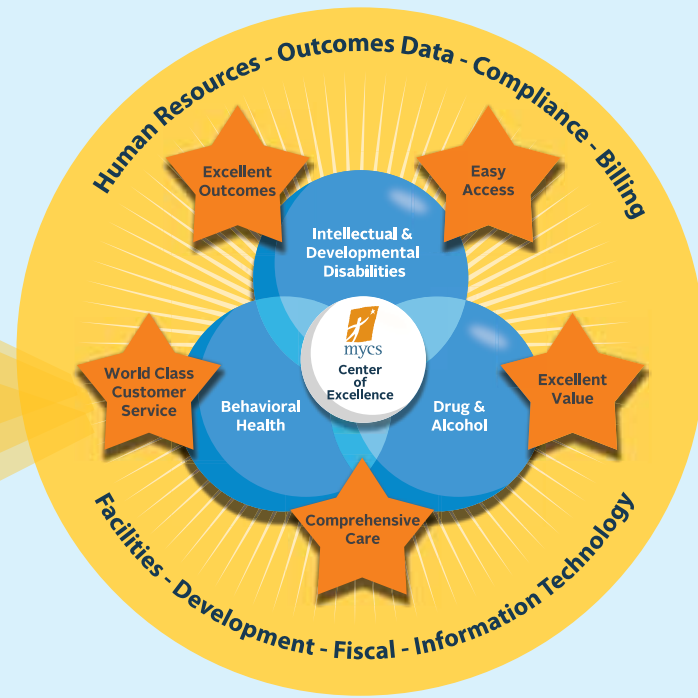 Human Resources - Outcomes Data - Compliance - Billing
Excellent
Outcomes
Easy
Access
Intellectual &
Developmental
Disabilities
mycs
Center
of
Excellence
World Class
Customer
Service
Behavioral
Health
Drug &
Alcohol
Excellent
Value
Comprehensive
Care
Facilities - Development - Fiscal - Information Technology